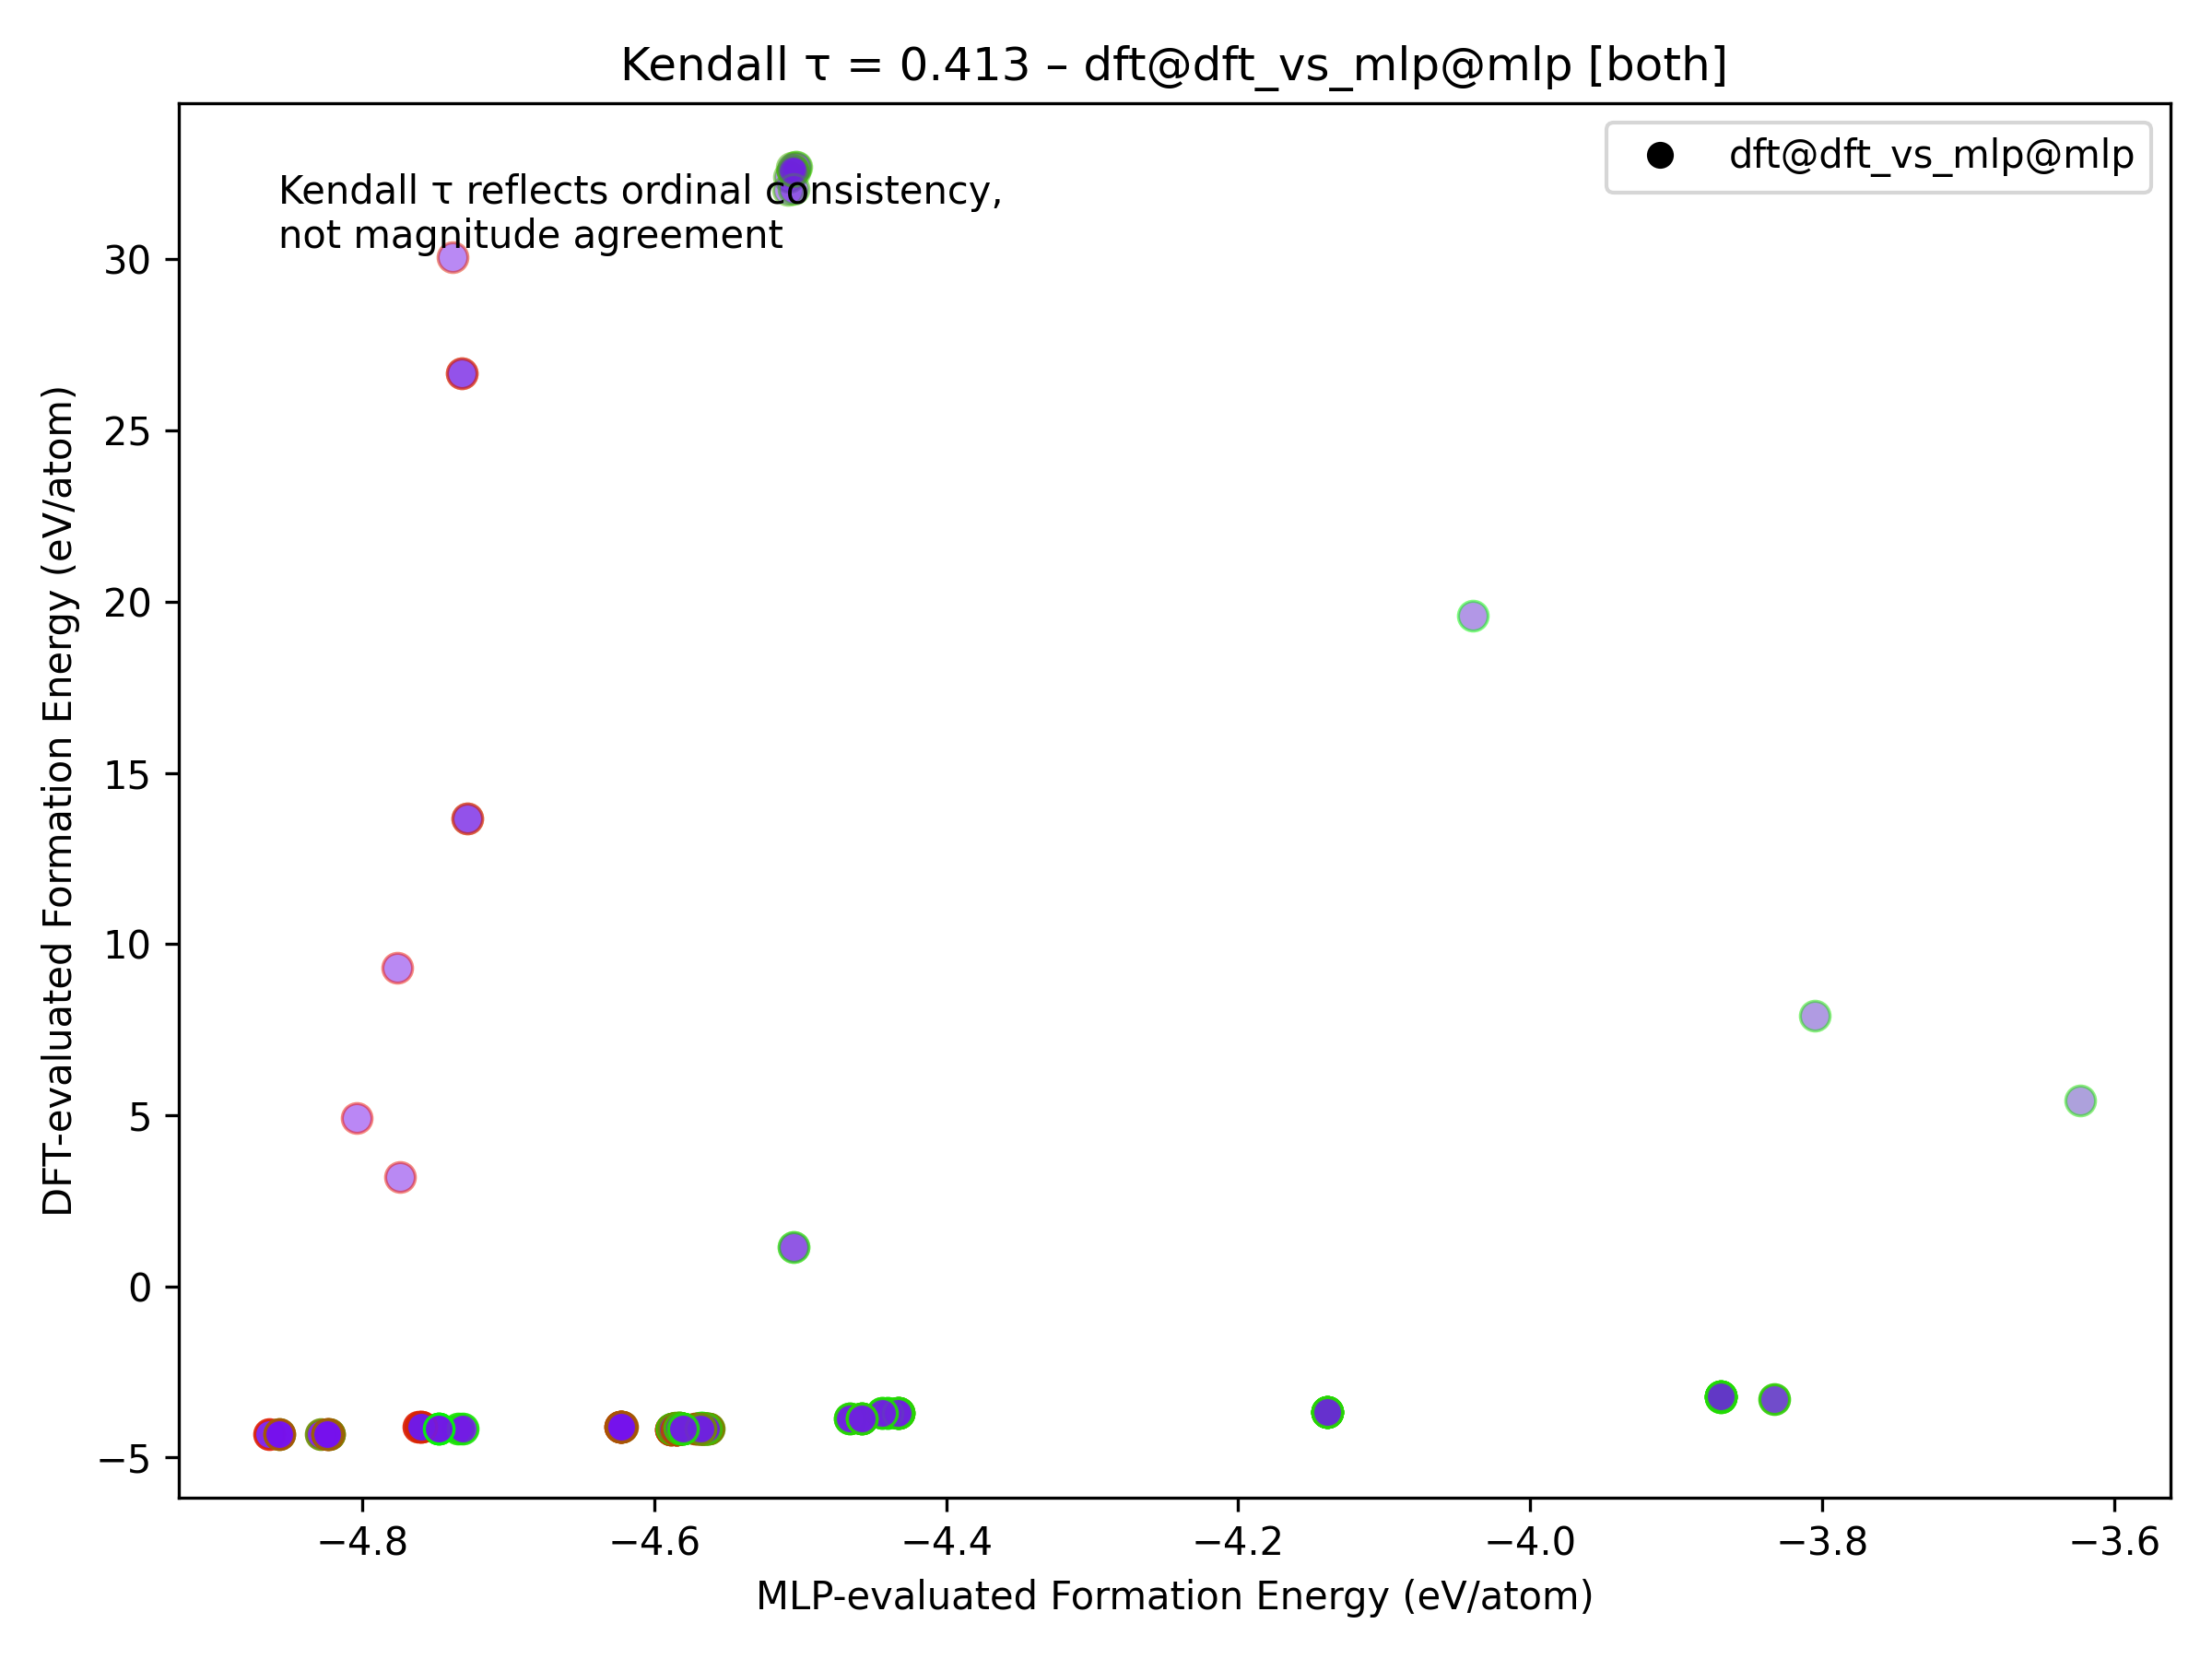 Kendall τ = 0.413 – dft@dft_vs_mlp@mlp [both]
dft@dft_vs_mlp@mlp
Kendall τ reflects ordinal consistency,
not magnitude agreement
DFT-evaluated Formation Energy (eV/atom)
30
25
20
15
10
5
0
−5
−4.8
−4.6
−4.4
−4.2
−4.0
−3.8
−3.6
MLP-evaluated Formation Energy (eV/atom)